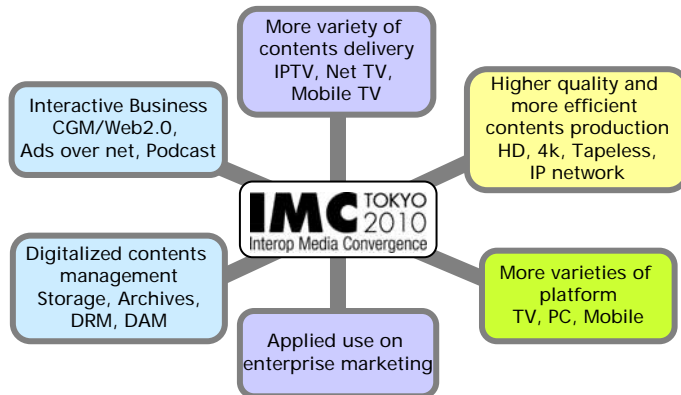 More variety of
contents delivery
IPTV, Net TV,
Mobile TV
Interactive Business
CGM/Web2.0,
Ads over net, Podcast
Higher quality and
more efficient
contents production
HD, 4k, Tapeless,
IP network
IMC TOKYO
2010
Interop Media Convergence
Digitalized contents
management
Storage, Archives,
DRM, DAM
More varieties of
platform
TV, PC, Mobile
Applied use on
enterprise marketing